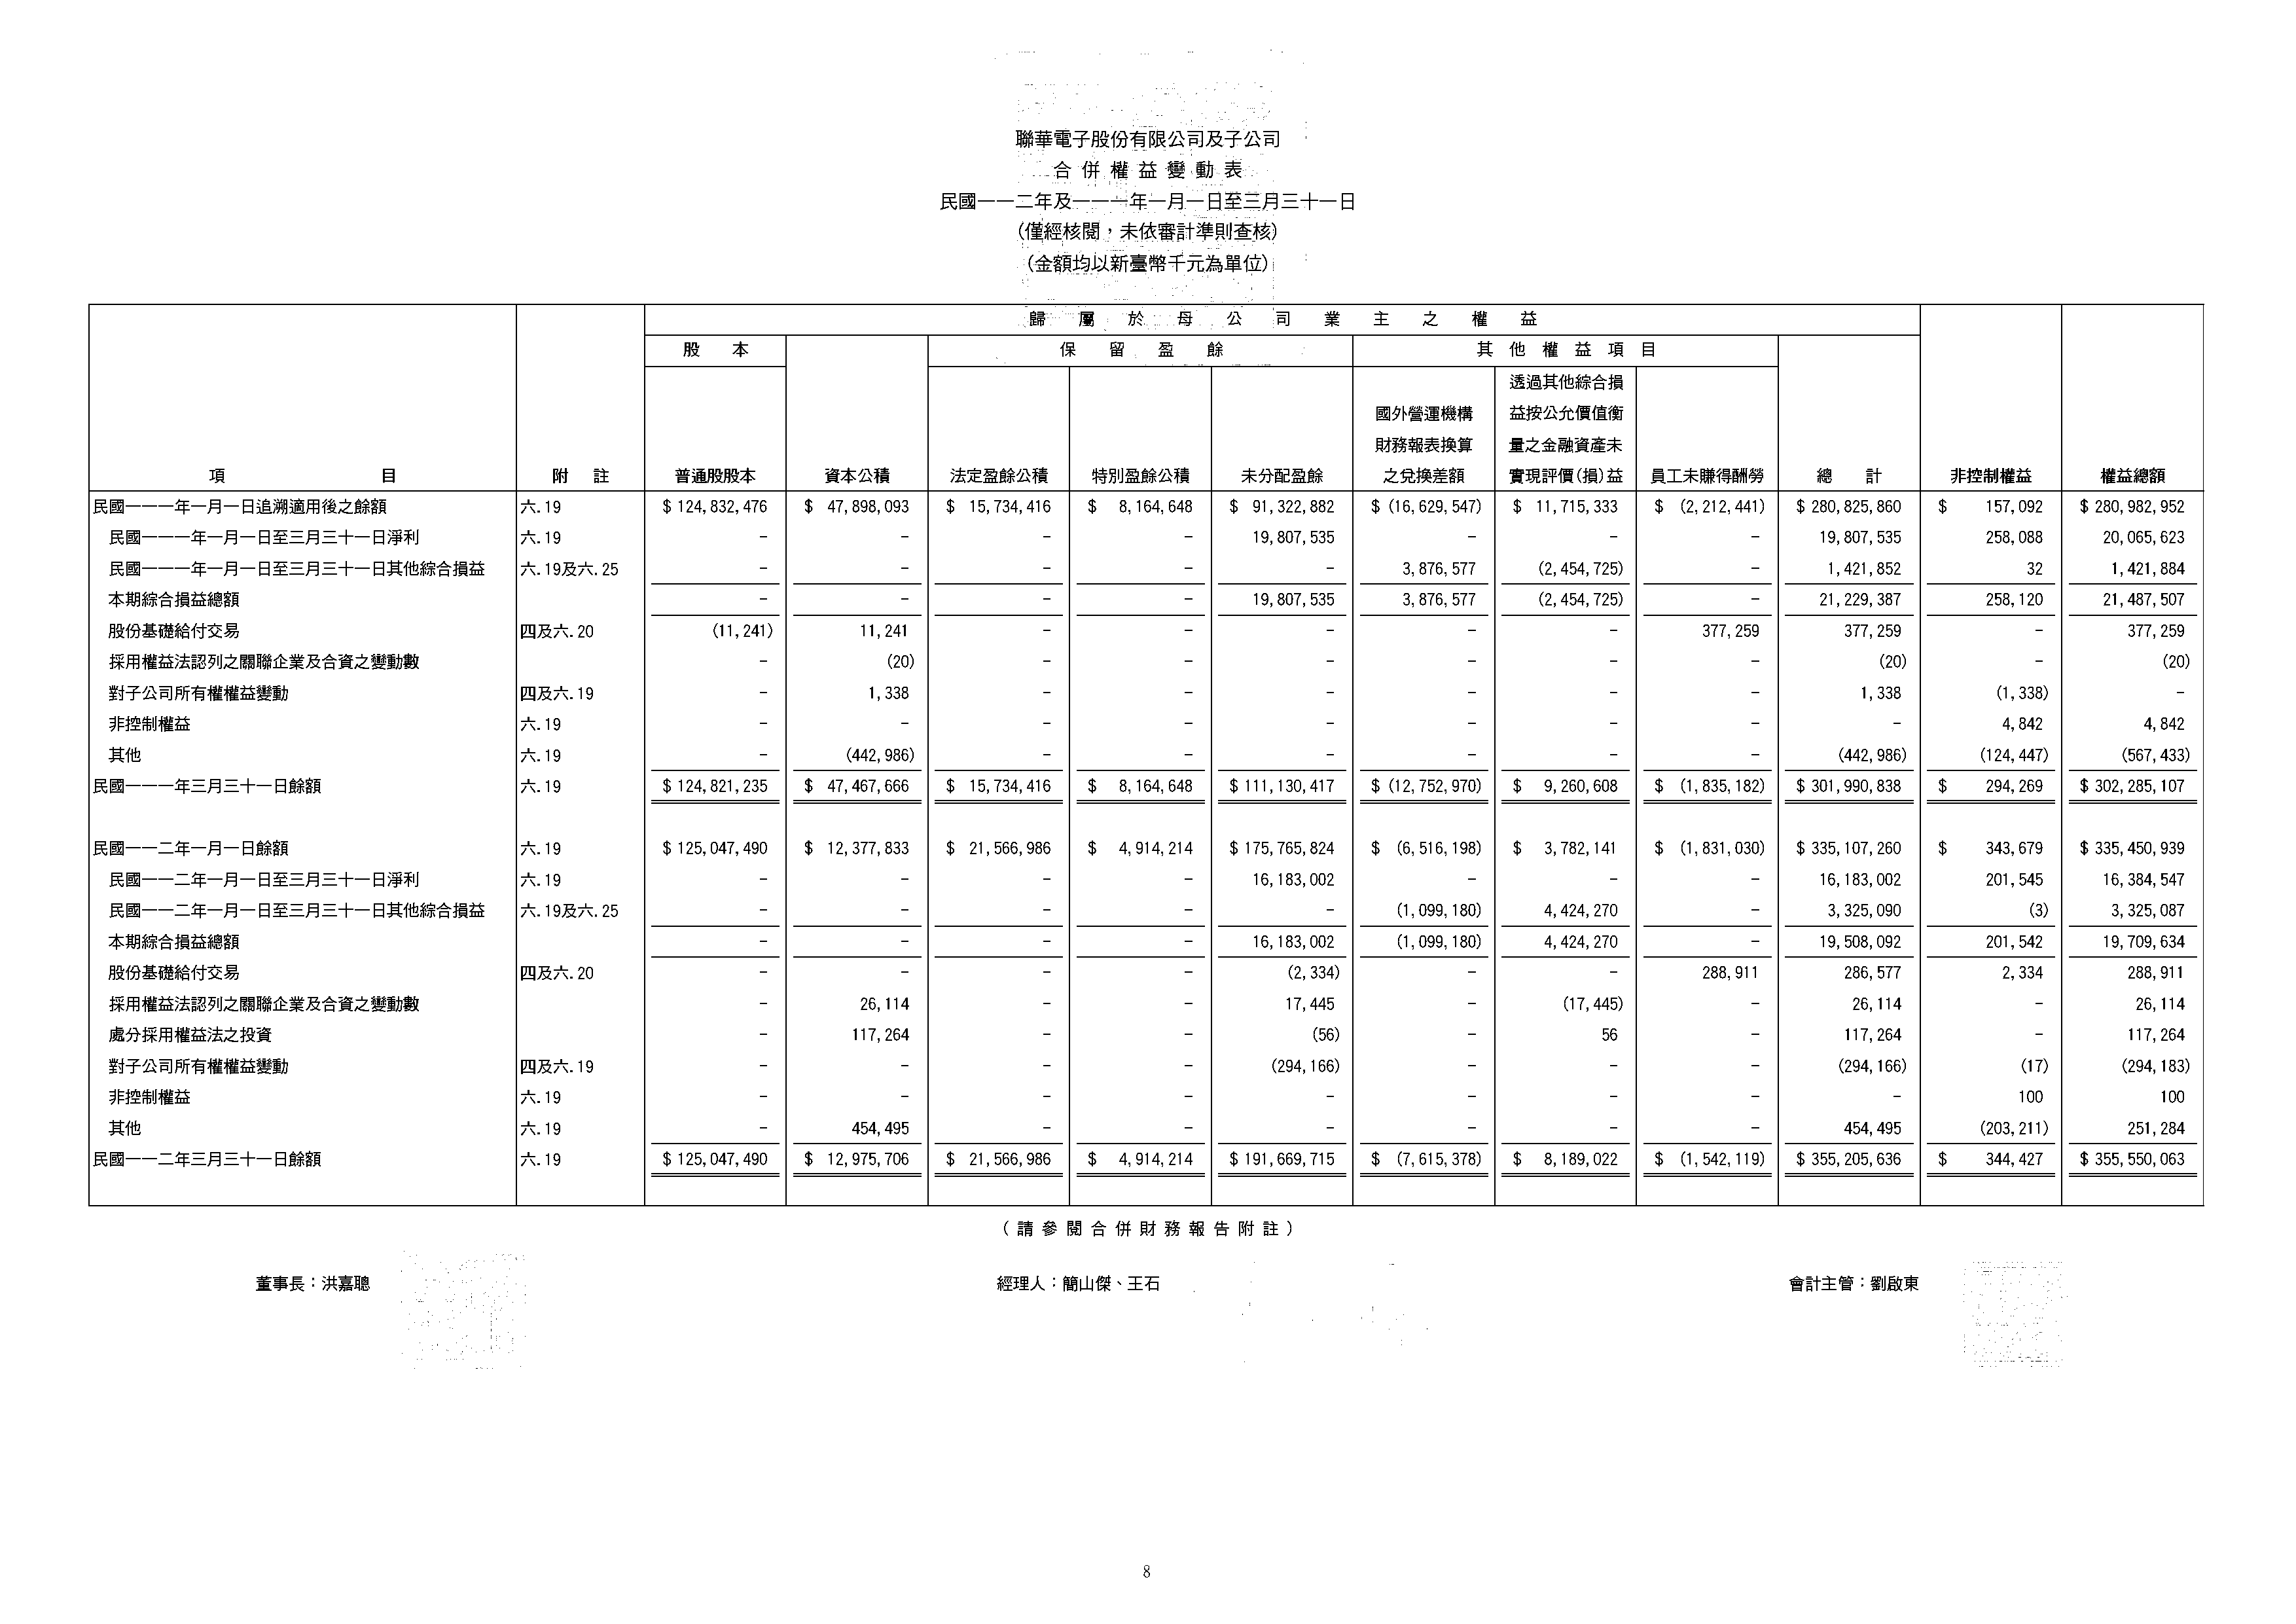 聯華電子股份有限公司及子公司
合併權益變動表
民國一一二年及一一一年一月一日至三月三十一日
(僅經核閱，未依審計準則查核)
(金額均以新臺幣千元為單位)
歸屬於母公司業主之權益
股本 保留盈餘 其他權益項目
透過其他綜合損
國外營運機構 益按公允價值衡
財務報表換算 量之金融資產未
項目 附註 普通股股本 資本公積 法定盈餘公積 特別盈餘公積 未分配盈餘 之兌換差額 實現評價(損)益 員工未賺得酬勞 總計 非控制權益 權益總額
民國一一一年一月一日追溯適用後之餘額 六.19 $ 124,832,476 $ 47,898,093 $ 15,734,416 $ 8,164,648 $ 91,322,882 $ (16,629,547) $ 11,715,333 $ (2,212,441) $ 280,825,860 $ 157,092 $ 280,982,952
民國一一一年一月一日至三月三十一日淨利 六.19 - - - - 19,807,535 - - - 19,807,535 258,088 20,065,623
民國一一一年一月一日至三月三十一日其他綜合損益 六.19及六.25 - - - - - 3,876,577 (2,454,725) - 1,421,852 32 1,421,884
本期綜合損益總額 - - - - 19,807,535 3,876,577 (2,454,725) - 21,229,387 258,120 21,487,507
股份基礎給付交易 四及六.20 (11,241) 11,241 - - - - - 377,259 377,259 - 377,259
採用權益法認列之關聯企業及合資之變動數 - (20) - - - - - - (20) - (20)
對子公司所有權權益變動 四及六.19 - 1,338 - - - - - - 1,338 (1,338) -
非控制權益 六.19 - - - - - - - - - 4,842 4,842
其他 六.19 - (442,986) - - - - - - (442,986) (124,447) (567,433)
民國一一一年三月三十一日餘額 六.19 $ 124,821,235 $ 47,467,666 $ 15,734,416 $ 8,164,648 $ 111,130,417 $ (12,752,970) $ 9,260,608 $ (1,835,182) $ 301,990,838 $ 294,269 $ 302,285,107
民國一一二年一月一日餘額 六.19 $ 125,047,490 $ 12,377,833 $ 21,566,986 $ 4,914,214 $ 175,765,824 $ (6,516,198) $ 3,782,141 $ (1,831,030) $ 335,107,260 $ 343,679 $ 335,450,939
民國一一二年一月一日至三月三十一日淨利 六.19 - - - - 16,183,002 - - - 16,183,002 201,545 16,384,547
民國一一二年一月一日至三月三十一日其他綜合損益 六.19及六.25 - - - - - (1,099,180) 4,424,270 - 3,325,090 (3) 3,325,087
本期綜合損益總額 - - - - 16,183,002 (1,099,180) 4,424,270 - 19,508,092 201,542 19,709,634
股份基礎給付交易 四及六.20 - - - - (2,334) - - 288,911 286,577 2,334 288,911
採用權益法認列之關聯企業及合資之變動數 - 26,114 - - 17,445 - (17,445) - 26,114 - 26,114
處分採用權益法之投資 - 117,264 - - (56) - 56 - 117,264 - 117,264
對子公司所有權權益變動 四及六.19 - - - - (294,166) - - - (294,166) (17) (294,183)
非控制權益 六.19 - - - - - - - - - 100 100
其他 六.19 - 454,495 - - - - - - 454,495 (203,211) 251,284
民國一一二年三月三十一日餘額 六.19 $ 125,047,490 $ 12,975,706 $ 21,566,986 $ 4,914,214 $ 191,669,715 $ (7,615,378) $ 8,189,022 $ (1,542,119) $ 355,205,636 $ 344,427 $ 355,550,063
(請參閱合併財務報告附註)
董事長：洪嘉聰 經理人：簡山傑、王石 會計主管：劉啟東
8